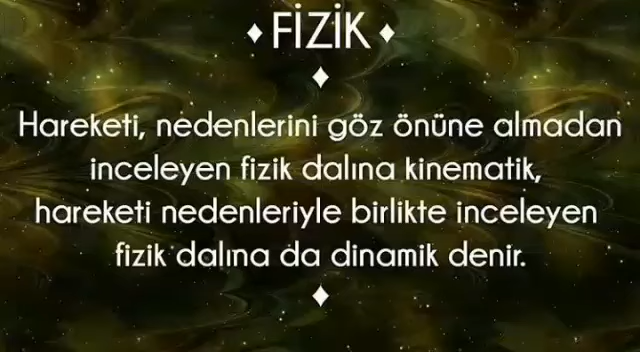 FİZİK
Hareketi, nedenlerini göz önüne almadan
inceleyen fizik dalına kinematik,
hareketi nedenleriyle birlikte inceleyen
fizik dalına da dinamik denir.